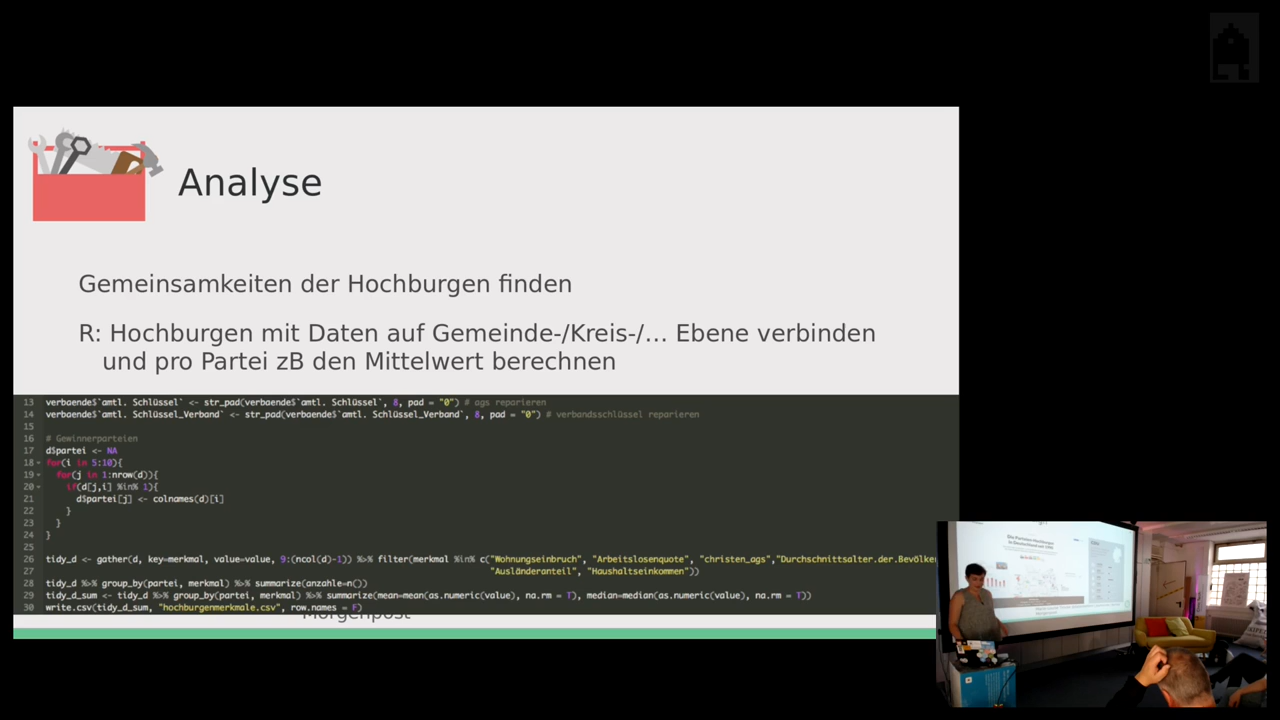 Analyse
Gemeinsamkeiten der Hochburgen finden
R: Hochburgen mit Daten auf Gemeinde-/Kreis-/... Ebene verbinden
und pro Partei zB den Mittelwert berechnen
13 verbaende$`amtl. Schlüssel` <- str_pad(verbaende$`amtl. Schlüssel`, 8, pad = "0") # ags reparieren
14 verbaende$`amtl. Schlüssel_Verband` <- str_pad(verbaende$`amtl. Schlüssel_Verband`, 8, pad = "0") # verbandsschlüssel reparieren
15
16 # Gewinnerparteien
17 d$partei <- NA
18 for(i in 5:10){
19 for(j in 1:nrow(d)){
20 if(d[j,i] %in% 1){
21 d$partei[j] <- colnames(d)[i]
22 }
23 }
24 }
25
26 tidy_d <- gather(d, key=merkmal, value=value, 9:(ncol(d)-1)) %>% filter(merkmal %in% c("Wohnungseinbruch", "Arbeitslosenquote", "christen_ags","Durchschnittsalter.der.Bevölke
27 "Ausländeranteil", "Haushaltseinkommen"))
28 tidy_d %>% group_by(partei, merkmal) %>% summarize(anzahl=n())
29 tidy_d_sum <- tidy_d %>% group_by(partei, merkmal) %>% summarize(mean=mean(as.numeric(value), na.rm = T), median=median(as.numeric(value), na.rm = T))
30 write.csv(tidy_d_sum, "hochburgenmerkmale.csv", row.names = F)
Morgenpost
Die Parteien-Hochburgen